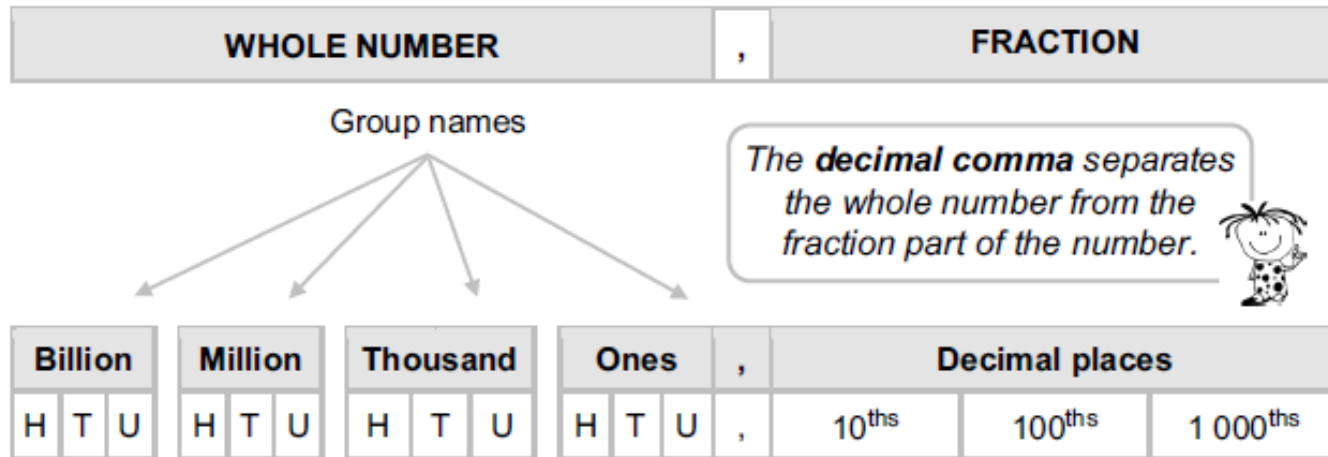 WHOLE NUMBER , FRACTION
Group names
The decimal comma separates
the whole number from the
fraction part of the number.
Billion Million Thousand Ones , Decimal places
H T U H T U H T U H T U , 10ths 100ths 1 000ths